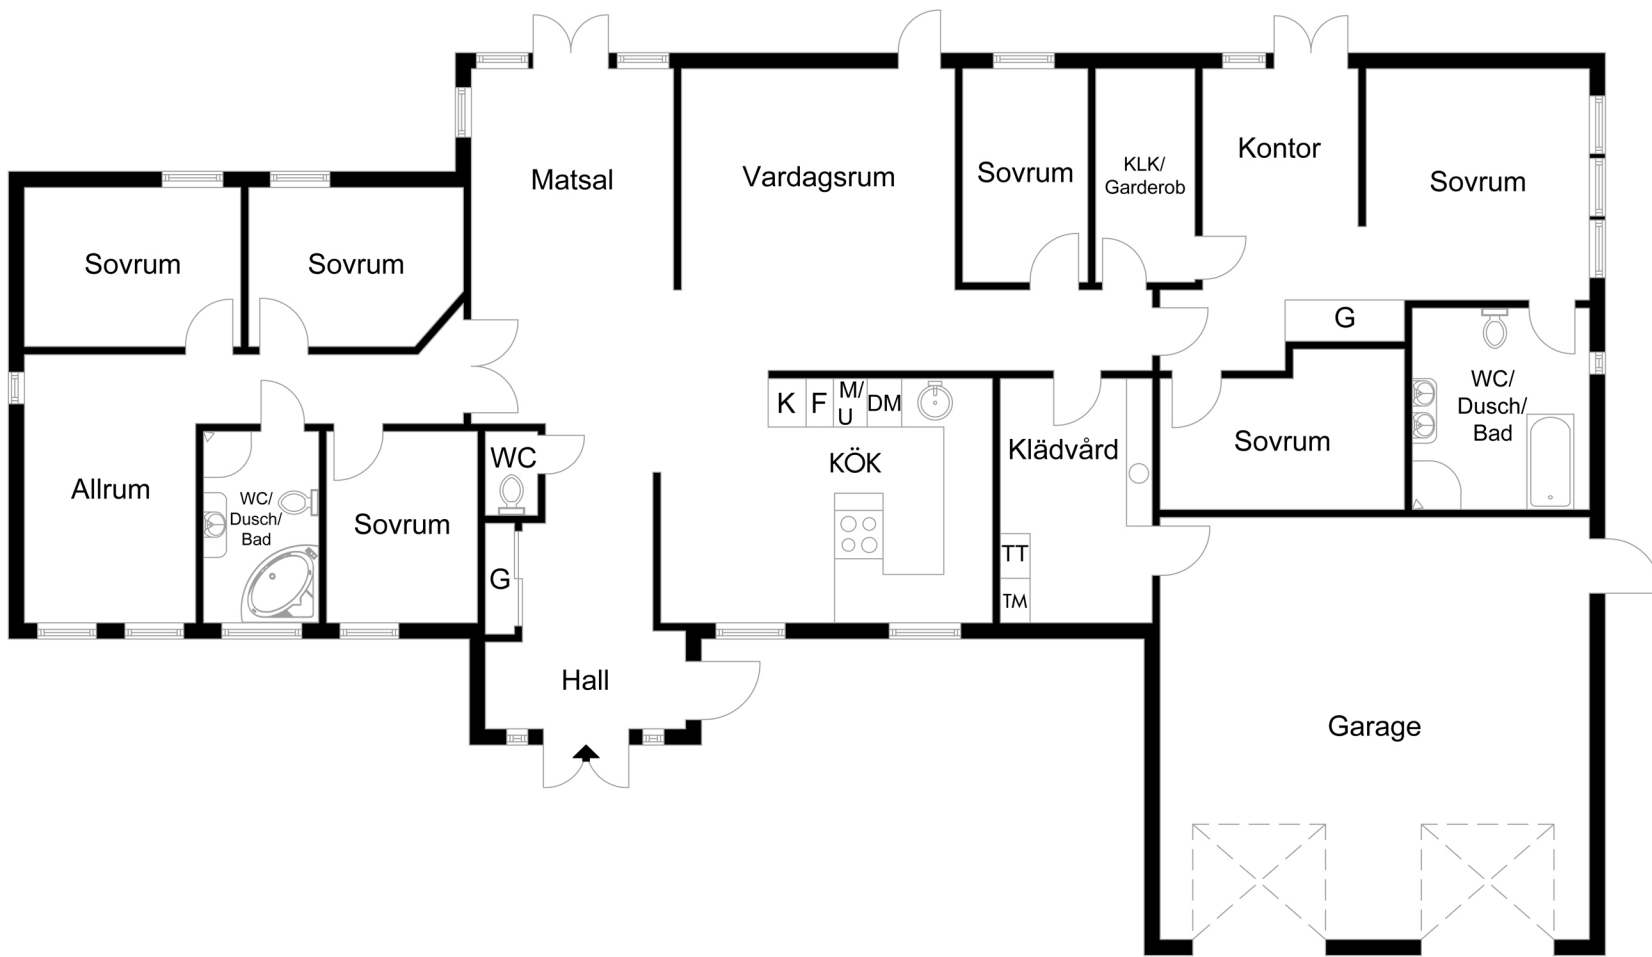 Matsal
Vardagsrum
Sovrum
KLK/
Garderob
Kontor
Sovrum
Sovrum
Sovrum
G
K
F
M/
U
DM
WC/
Dusch/
Bad
Allrum
WC/
Dusch/
Bad
Sovrum
WC
KÖK
Klädvård
Sovrum
G
TT
TM
Hall
Garage